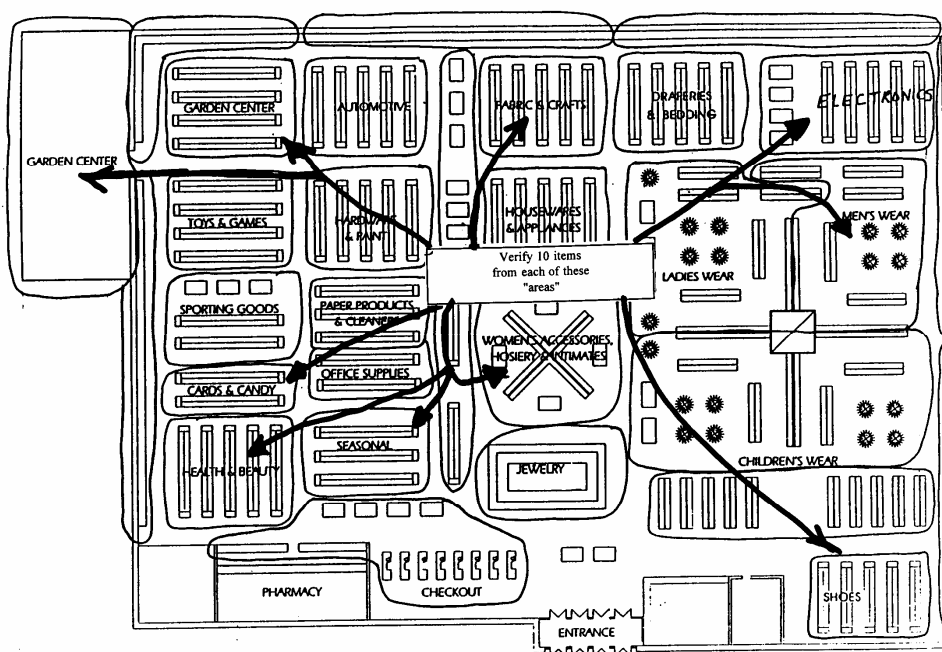 GARDEN CENTER
AUTOMOTIVE
FABRIC & CRAFTS
DRAPERIES
& BEDDING
ELECTRONICS
GARDEN CENTER
TOYS & GAMES
HARDWARE
& PAINT
HOUSEWARES
& APPLIANCES
MEN'S WEAR
LADIES WEAR
Verify 10 items
from each of these
"areas"
SPORTING GOODS
PAPER PRODUCTS
& CLEANERS
WOMEN'S ACCESSORIES,
HOSIERY & INTIMATES
OFFICE SUPPLIES
CARDS & CANDY
SEASONAL
HEALTH & BEAUTY
JEWELRY
CHILDREN'S WEAR
PHARMACY
CHECKOUT
SHOES
ENTRANCE